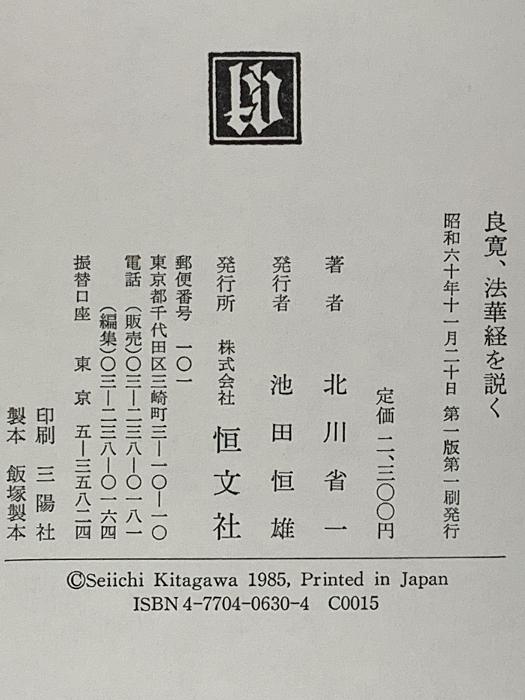 良寛、法華経を説く
昭和六十年十一月二十日　第一版第一刷発行
定価 二、三〇〇円
著者　北川省一
発行者　池田恒雄
発行所　株式会社　恒文社
郵便番号　一〇一
東京都千代田区三崎町三―一〇―一〇
電話（販売）〇三―二三八―〇一八一
（編集）〇三―二三八―〇一六四
振替口座　東京　五―三五八二四
印刷　三陽社
製本　飯塚製本
©Seiichi Kitagawa 1985, Printed in Japan
ISBN4-7704-0630-4　C0015